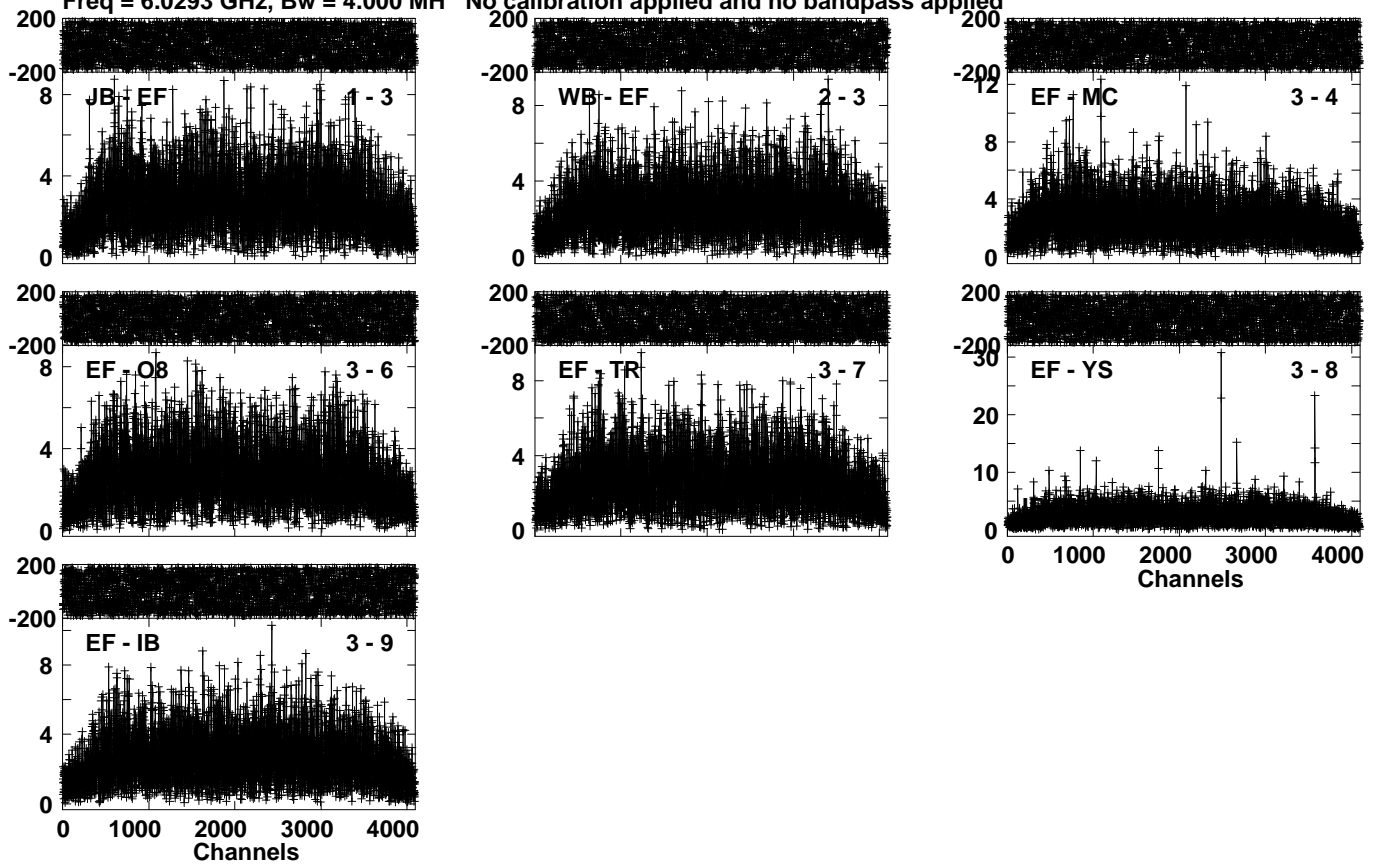 Freq = 6.0293 GHz, Bw = 4.000 MH No calibration applied and no bandpass applied
200 200 200
-200 -200 -200
JB - EF 1 - 3 WB - EF 2 - 3 EF - MC 3 - 4
8 8 12
4 4 8
0 0 4
0
200 200 200
-200 -200 -200
EF - O8 3 - 6 EF - TR 3 - 7 EF - YS 3 - 8
8 8 30
4 4 20
0 0 10
0
0 1000 2000 3000 4000
Channels
200
-200
EF - IB 3 - 9
8
4
0
0 1000 2000 3000 4000
Channels